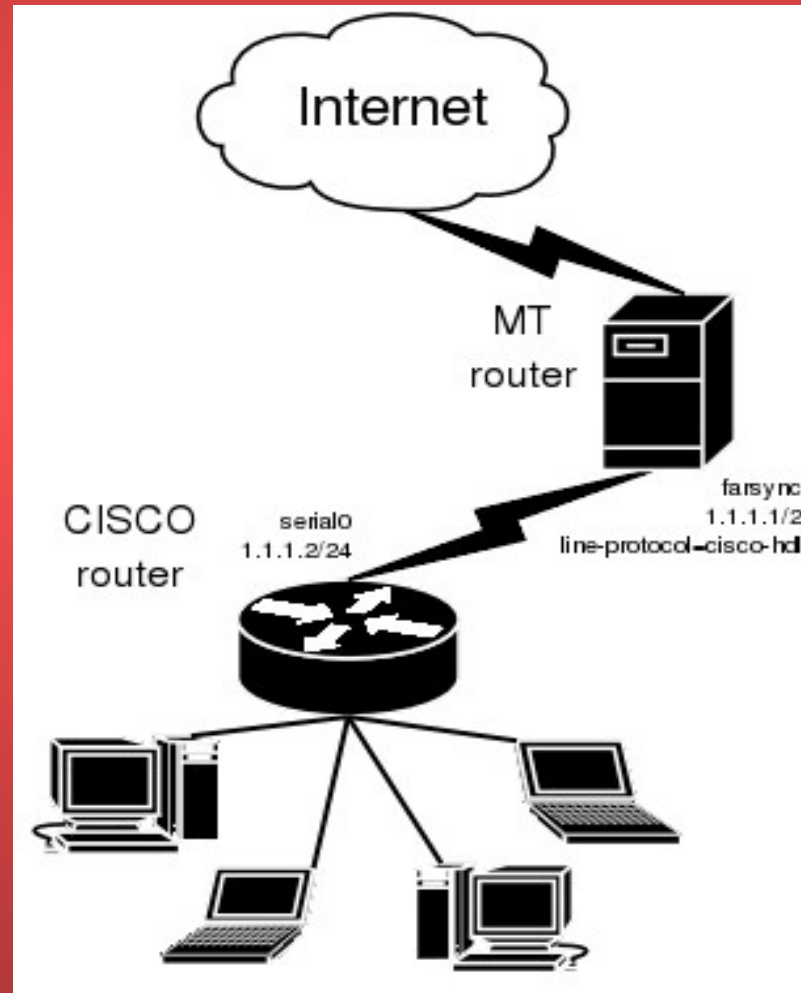 Internet
MT
router
farsync
1.1.1.1/2
line-protocol=cisco-hdl
CISCO
router
serial0
1.1.1.2/24